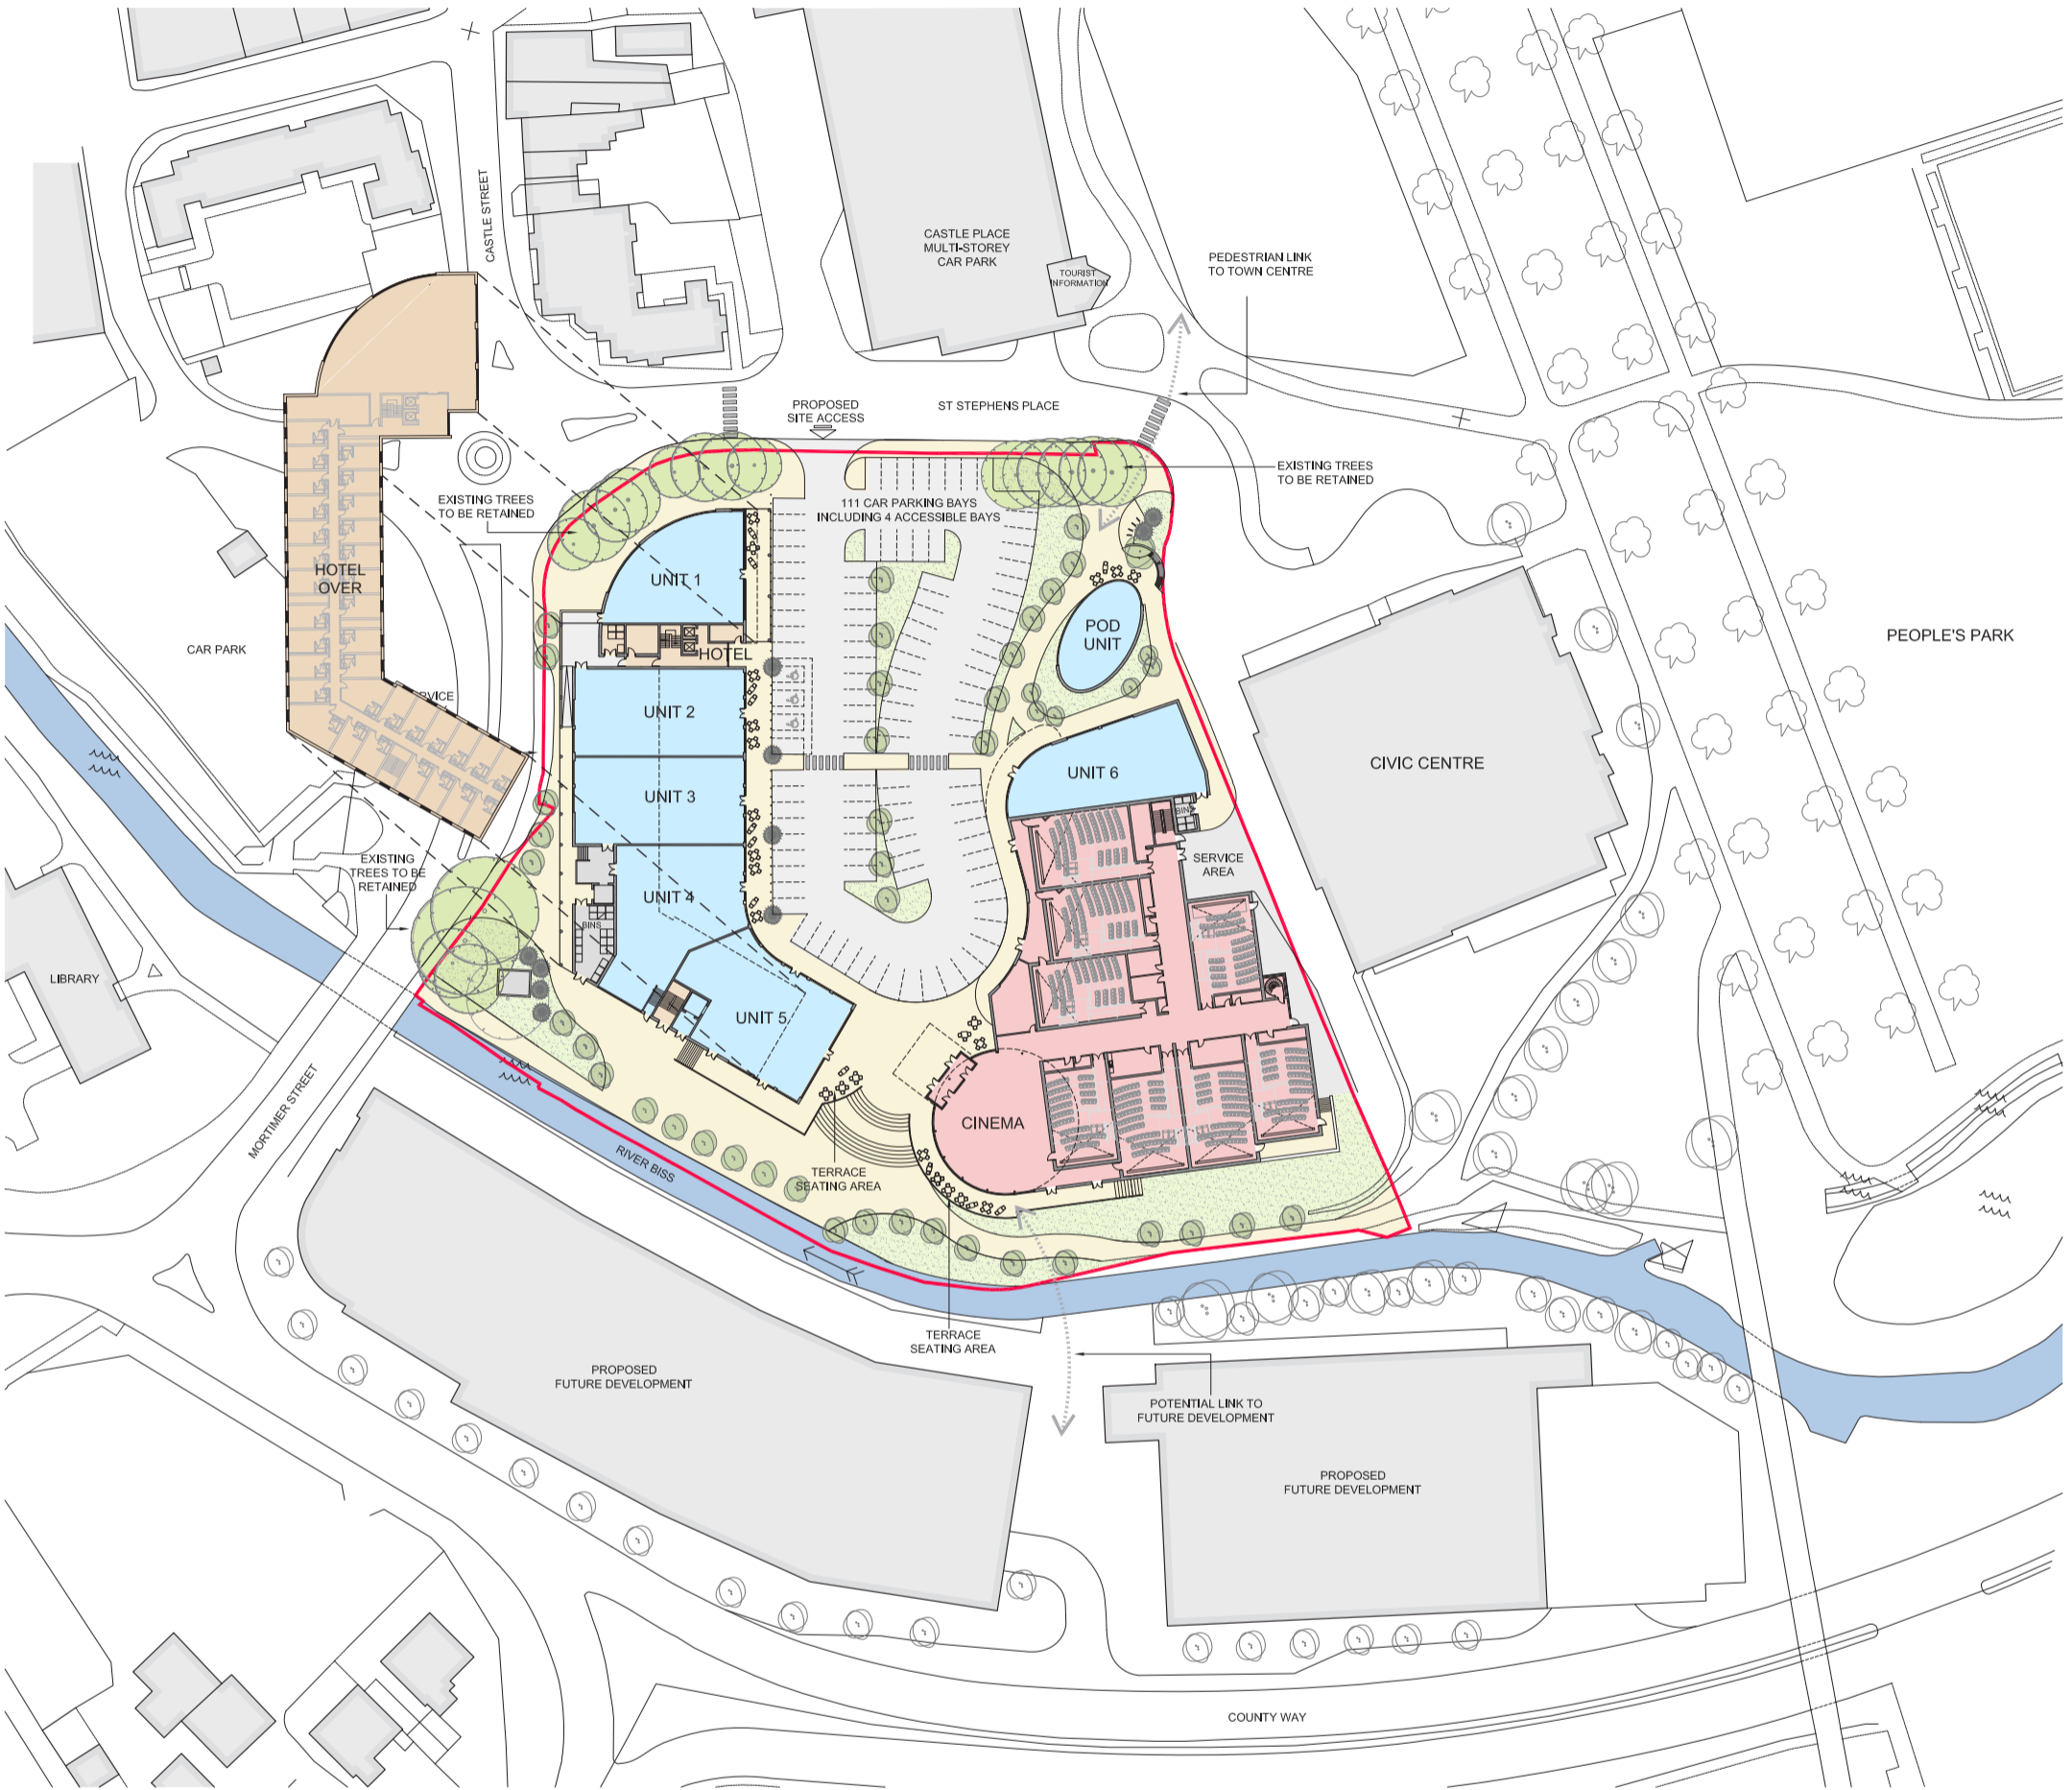 CASTLE STREET
CASTLE PLACE
MULTI-STOREY
CAR PARK
TOURIST
INFORMATION
PEDESTRIAN LINK
TO TOWN CENTRE
PROPOSED
SITE ACCESS
ST STEPHENS PLACE
EXISTING TREES
TO BE RETAINED
EXISTING TREES
TO BE RETAINED
111 CAR PARKING BAYS
INCLUDING 4 ACCESSIBLE BAYS
HOTEL
OVER
UNIT 1
POD
UNIT
PEOPLE'S PARK
CAR PARK
HOTEL
UNIT 2
UNIT 3
UNIT 6
CIVIC CENTRE
BINS
SERVICE
AREA
EXISTING
TREES TO BE
RETAINED
UNIT 4
BINS
LIBRARY
UNIT 5
MORTIMER STREET
CINEMA
RIVER BISS
TERRACE
SEATING AREA
TERRACE
SEATING AREA
PROPOSED
FUTURE DEVELOPMENT
POTENTIAL LINK TO
FUTURE DEVELOPMENT
PROPOSED
FUTURE DEVELOPMENT
COUNTY WAY